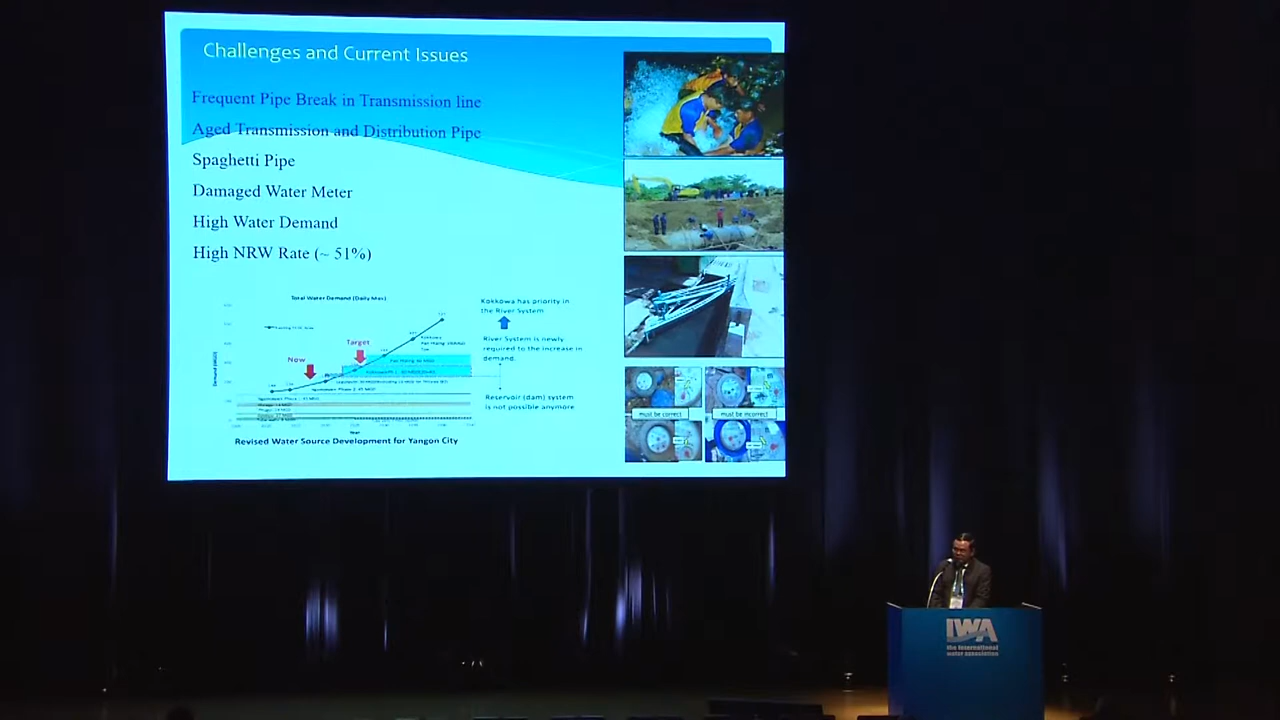 Challenges and Current Issues
Frequent Pipe Break in Transmission line
Aged Transmission and Distribution Pipe
Spaghetti Pipe
Damaged Water Meter
High Water Demand
High NRW Rate (~ 51%)
Total Water Demand (Daily Max)
Now
Target
Demand (MGD)
Year
Revised Water Source Development for Yangon City
Kokkowa has priority in
the River System
River System is newly
required to the increase in
demand.
Reservoir (dam) system
is not possible anymore
must be correct
must be incorrect
IWA
the international
water association